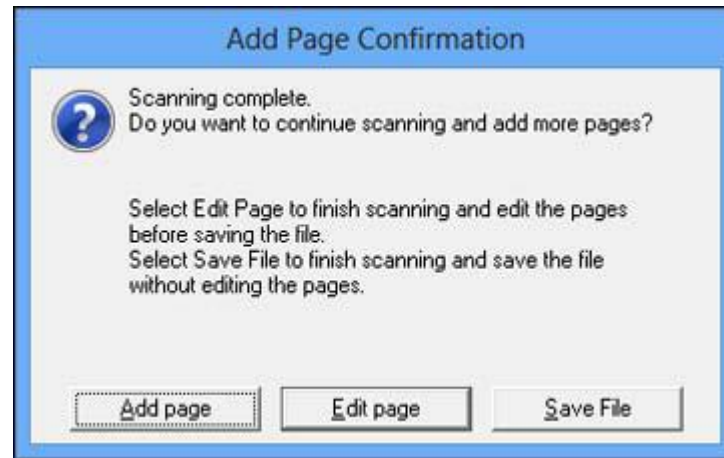 Add Page Confirmation
Scanning complete.
Do you want to continue scanning and add more pages?
Select Edit Page to finish scanning and edit the pages
before saving the file.
Select Save File to finish scanning and save the file
without editing the pages.
Add page
Edit page
Save File